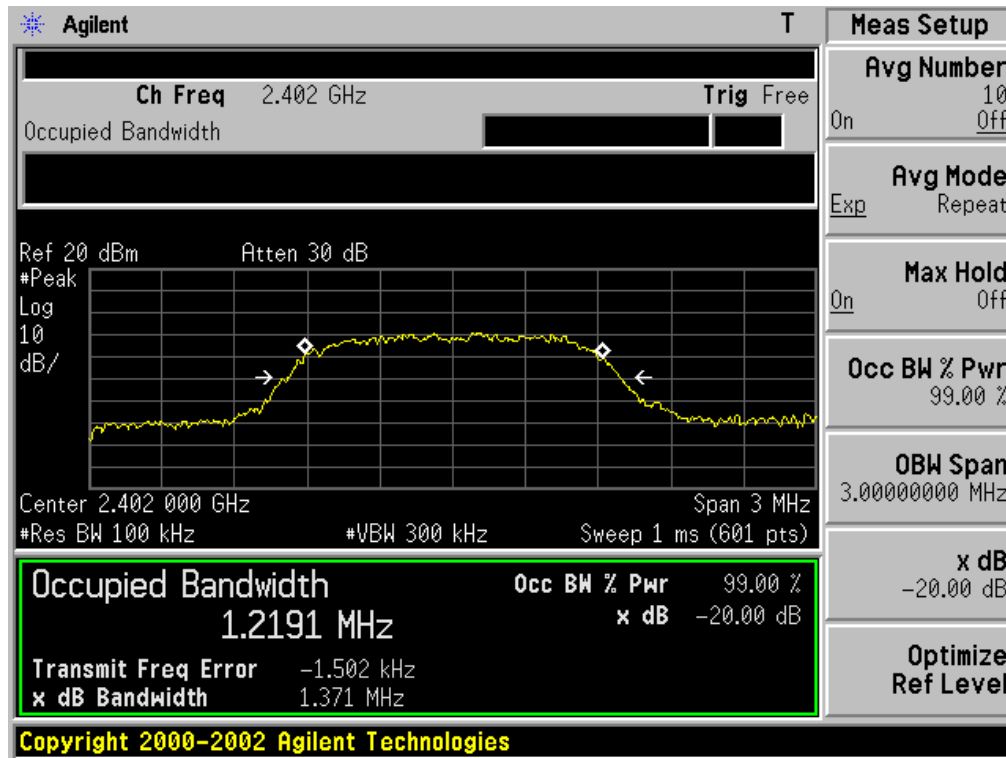 Agilent T
Meas Setup
Ch Freq 2.402 GHz Trig Free
Occupied Bandwidth
Ref 20 dBm Atten 30 dB
#Peak
Log
10
dB/
Center 2.402 000 GHz Span 3 MHz
#Res BW 100 kHz #VBW 300 kHz Sweep 1 ms (601 pts)
Occupied Bandwidth
1.2191 MHz
Occ BW % Pwr 99.00 %
x dB -20.00 dB
Transmit Freq Error -1.502 kHz
x dB Bandwidth 1.371 MHz
Copyright 2000-2002 Agilent Technologies
Avg Number
10
On Off
Avg Mode
Exp Repeat
Max Hold
On Off
Occ BW % Pwr
99.00 %
OBW Span
3.00000000 MHz
x dB
-20.00 dB
Optimize
Ref Level